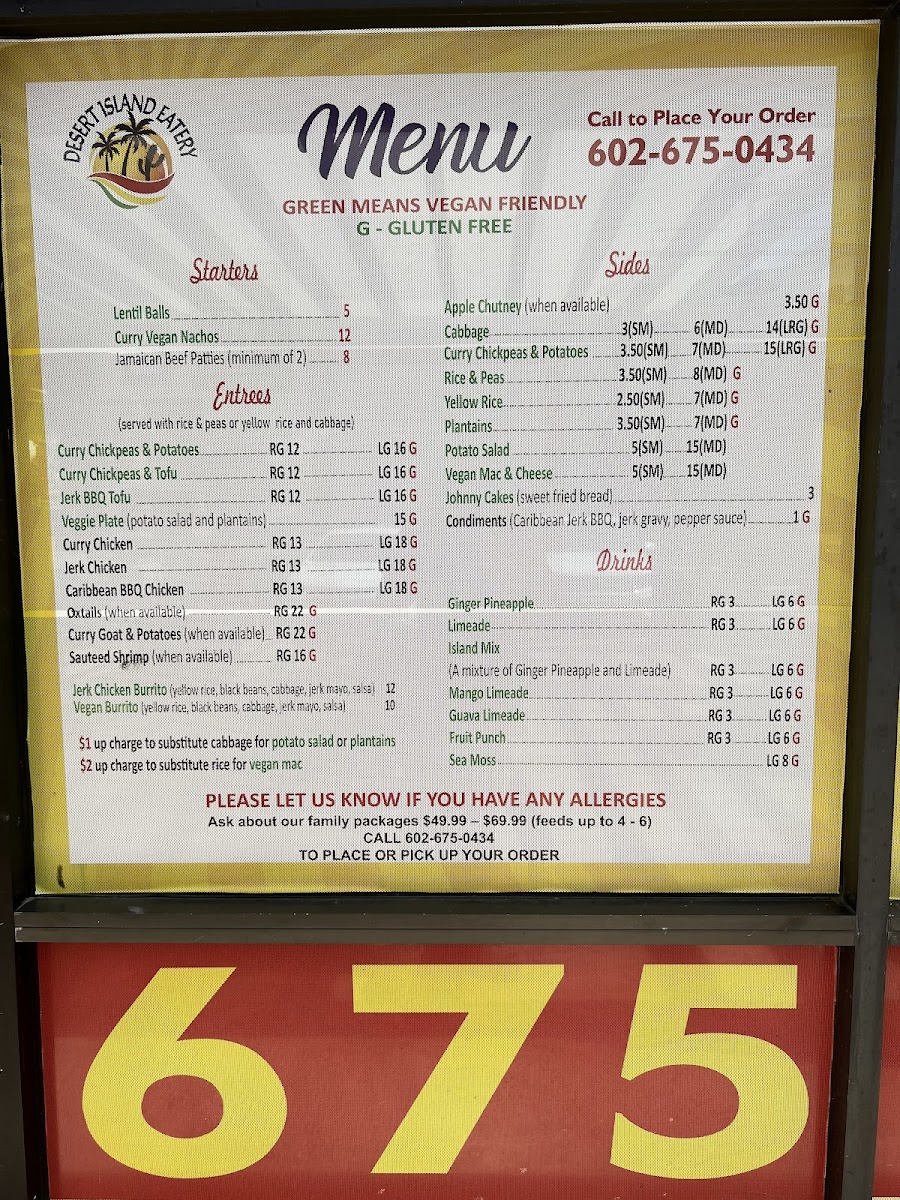 DESERT ISLAND EATERY
Menu
Call to Place Your Order
602-675-0434
GREEN MEANS VEGAN FRIENDLY
G - GLUTEN FREE
Starters
Lentil Balls 5
Curry Vegan Nachos 12
Jamaican Beef Patties (minimum of 2) 8
Entrees
(served with rice & peas or yellow rice and cabbage)
Curry Chickpeas & Potatoes RG 12 LG 16 G
Curry Chickpeas & Tofu RG 12 LG 16 G
Jerk BBQ Tofu RG 12 LG 16 G
Veggie Plate (potato salad and plantains) 15 G
Curry Chicken RG 13 LG 18 G
Jerk Chicken RG 13 LG 18 G
Caribbean BBQ Chicken RG 13 LG 18 G
Oxtails (when available) RG 22 G
Curry Goat & Potatoes (when available) RG 22 G
Sauteed Shrimp (when available) RG 16 G
Jerk Chicken Burrito (yellow rice, black beans, cabbage, jerk mayo, salsa) 12
Vegan Burrito (yellow rice, black beans, cabbage, jerk mayo, salsa) 10
$1 up charge to substitute cabbage for potato salad or plantains
$2 up charge to substitute rice for vegan mac
Sides
Apple Chutney (when available) 3.50 G
Cabbage 3(SM) 6(MD) 14(LRG) G
Curry Chickpeas & Potatoes 3.50(SM) 7(MD) 15(LRG) G
Rice & Peas 3.50(SM) 8(MD) G
Yellow Rice 2.50(SM) 7(MD) G
Plantains 3.50(SM) 7(MD) G
Potato Salad 5(SM) 15(MD)
Vegan Mac & Cheese 5(SM) 15(MD)
Johnny Cakes (sweet fried bread) 3
Condiments (Caribbean Jerk BBQ, jerk gravy, pepper sauce) 1 G
Drinks
Ginger Pineapple RG 3 LG 6 G
Limeade RG 3 LG 6 G
Island Mix
(A mixture of Ginger Pineapple and Limeade) RG 3 LG 6 G
Mango Limeade RG 3 LG 6 G
Guava Limeade RG 3 LG 6 G
Fruit Punch RG 3 LG 6 G
Sea Moss LG 8 G
PLEASE LET US KNOW IF YOU HAVE ANY ALLERGIES
Ask about our family packages $49.99 – $69.99 (feeds up to 4 - 6)
CALL 602-675-0434
TO PLACE OR PICK UP YOUR ORDER
675